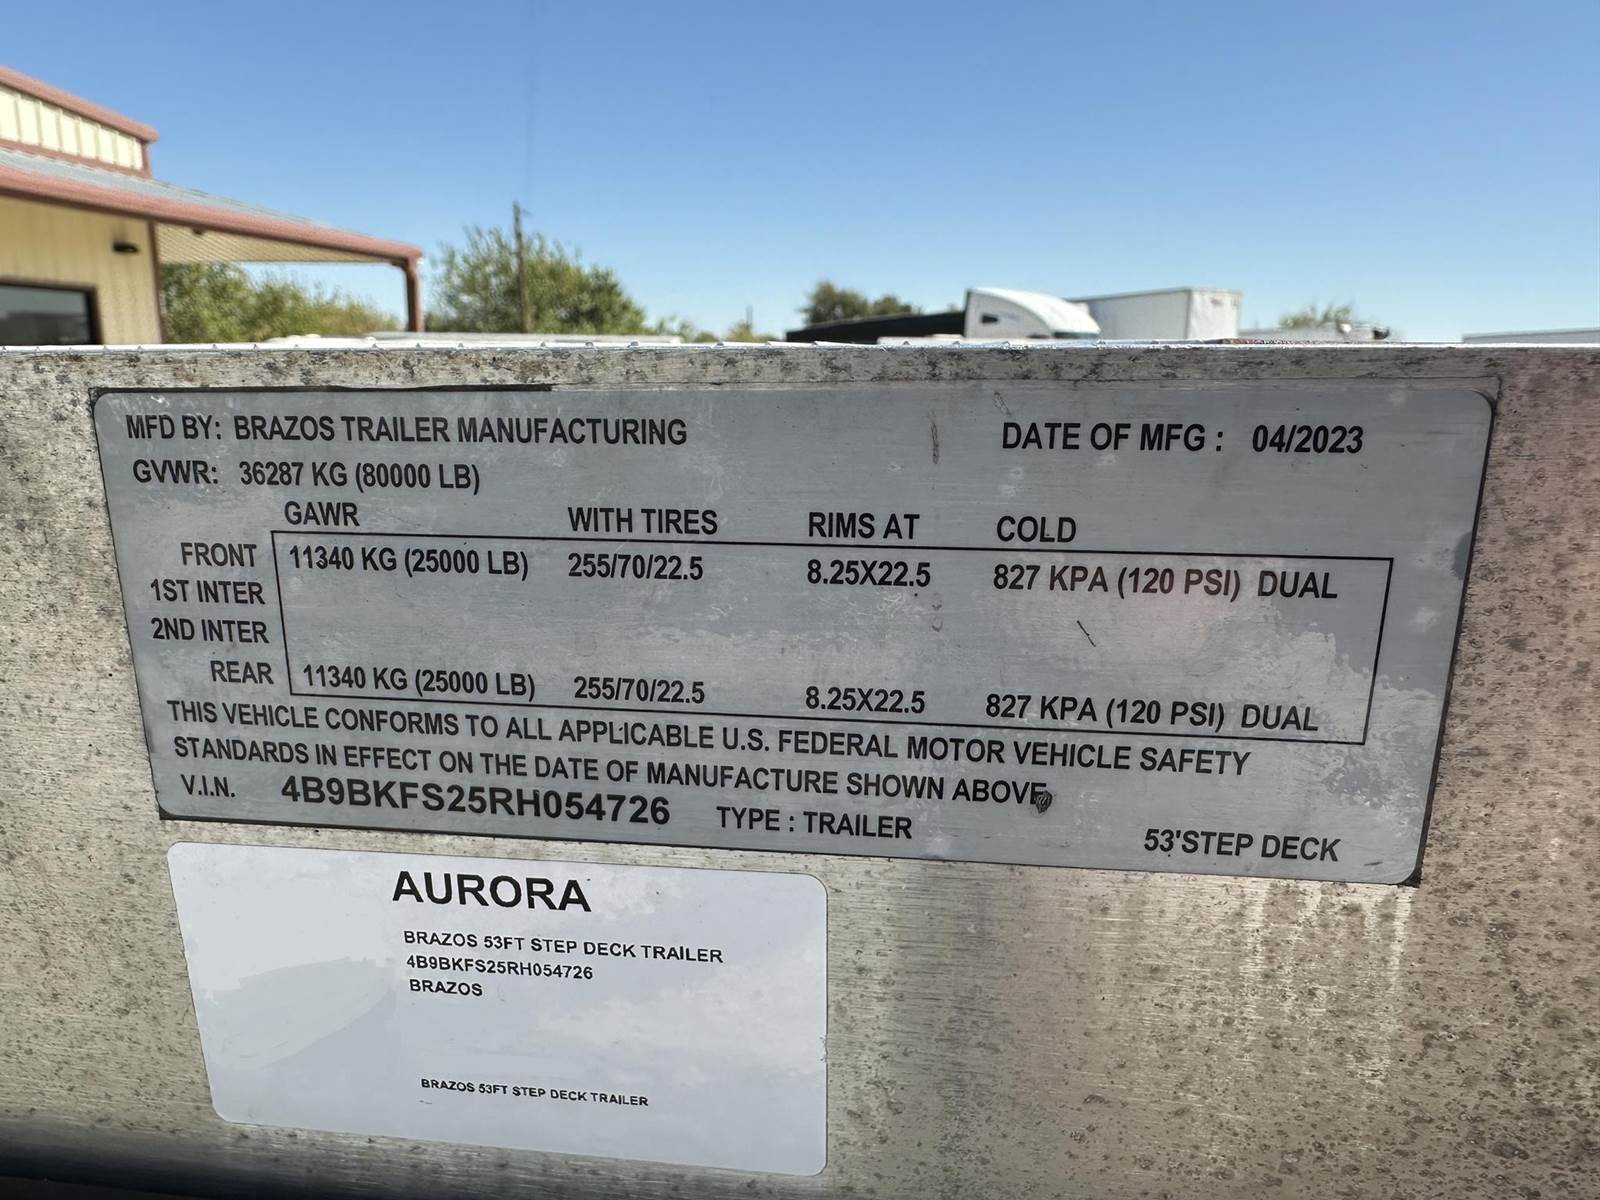 MFD BY: BRAZOS TRAILER MANUFACTURING DATE OF MFG : 04/2023
GVWR: 36287 KG (80000 LB)
GAWR WITH TIRES RIMS AT COLD
FRONT 11340 KG (25000 LB) 255/70/22.5 8.25X22.5 827 KPA (120 PSI) DUAL
1ST INTER
2ND INTER
REAR 11340 KG (25000 LB) 255/70/22.5 8.25X22.5 827 KPA (120 PSI) DUAL
THIS VEHICLE CONFORMS TO ALL APPLICABLE U.S. FEDERAL MOTOR VEHICLE SAFETY
STANDARDS IN EFFECT ON THE DATE OF MANUFACTURE SHOWN ABOVE
V.I.N. 4B9BKFS25RH054726 TYPE : TRAILER 53'STEP DECK
AURORA
BRAZOS 53FT STEP DECK TRAILER
4B9BKFS25RH054726
BRAZOS
BRAZOS 53FT STEP DECK TRAILER